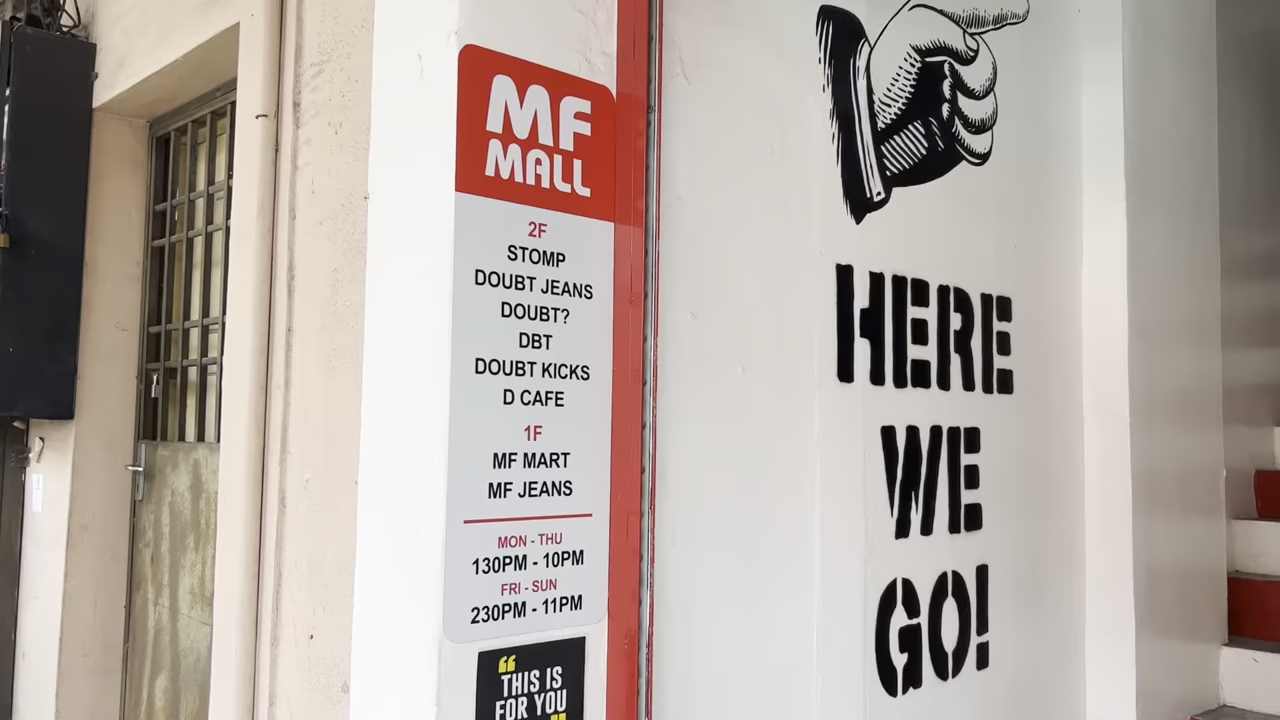 MF
MALL
2F
STOMP
DOUBT JEANS
DOUBT?
DBT
DOUBT KICKS
D CAFE
1F
MF MART
MF JEANS
MON - THU
130PM - 10PM
FRI - SUN
230PM - 11PM
“THIS IS
FOR YOU”
HERE
WE
GO!